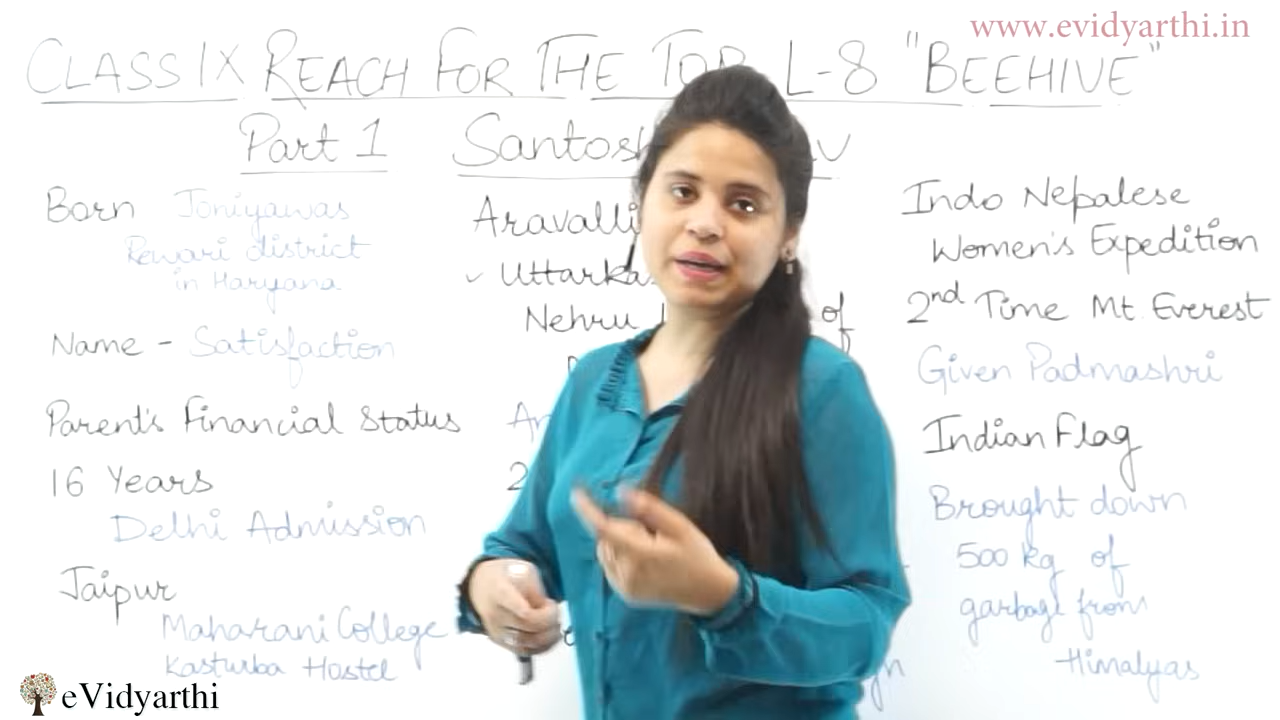 www.evidyarthi.in
CLASS IX REACH FOR THE TOP L-8 "BEEHIVE"
Part 1
Born Joniyawas
Rewari district
in Haryana
Name - Satisfaction
Parent's Financial Status
16 Years
Delhi Admission
Jaipur
Maharani College
Kasturba Hostel
Aravalli
✓ Uttarka
Nehru
of
2
Indo Nepalese
Women's Expedition
2nd Time Mt. Everest
Given Padmashri
Indian Flag
Brought down
500 kg of
garbage from
Himalyas
eVidyarthi